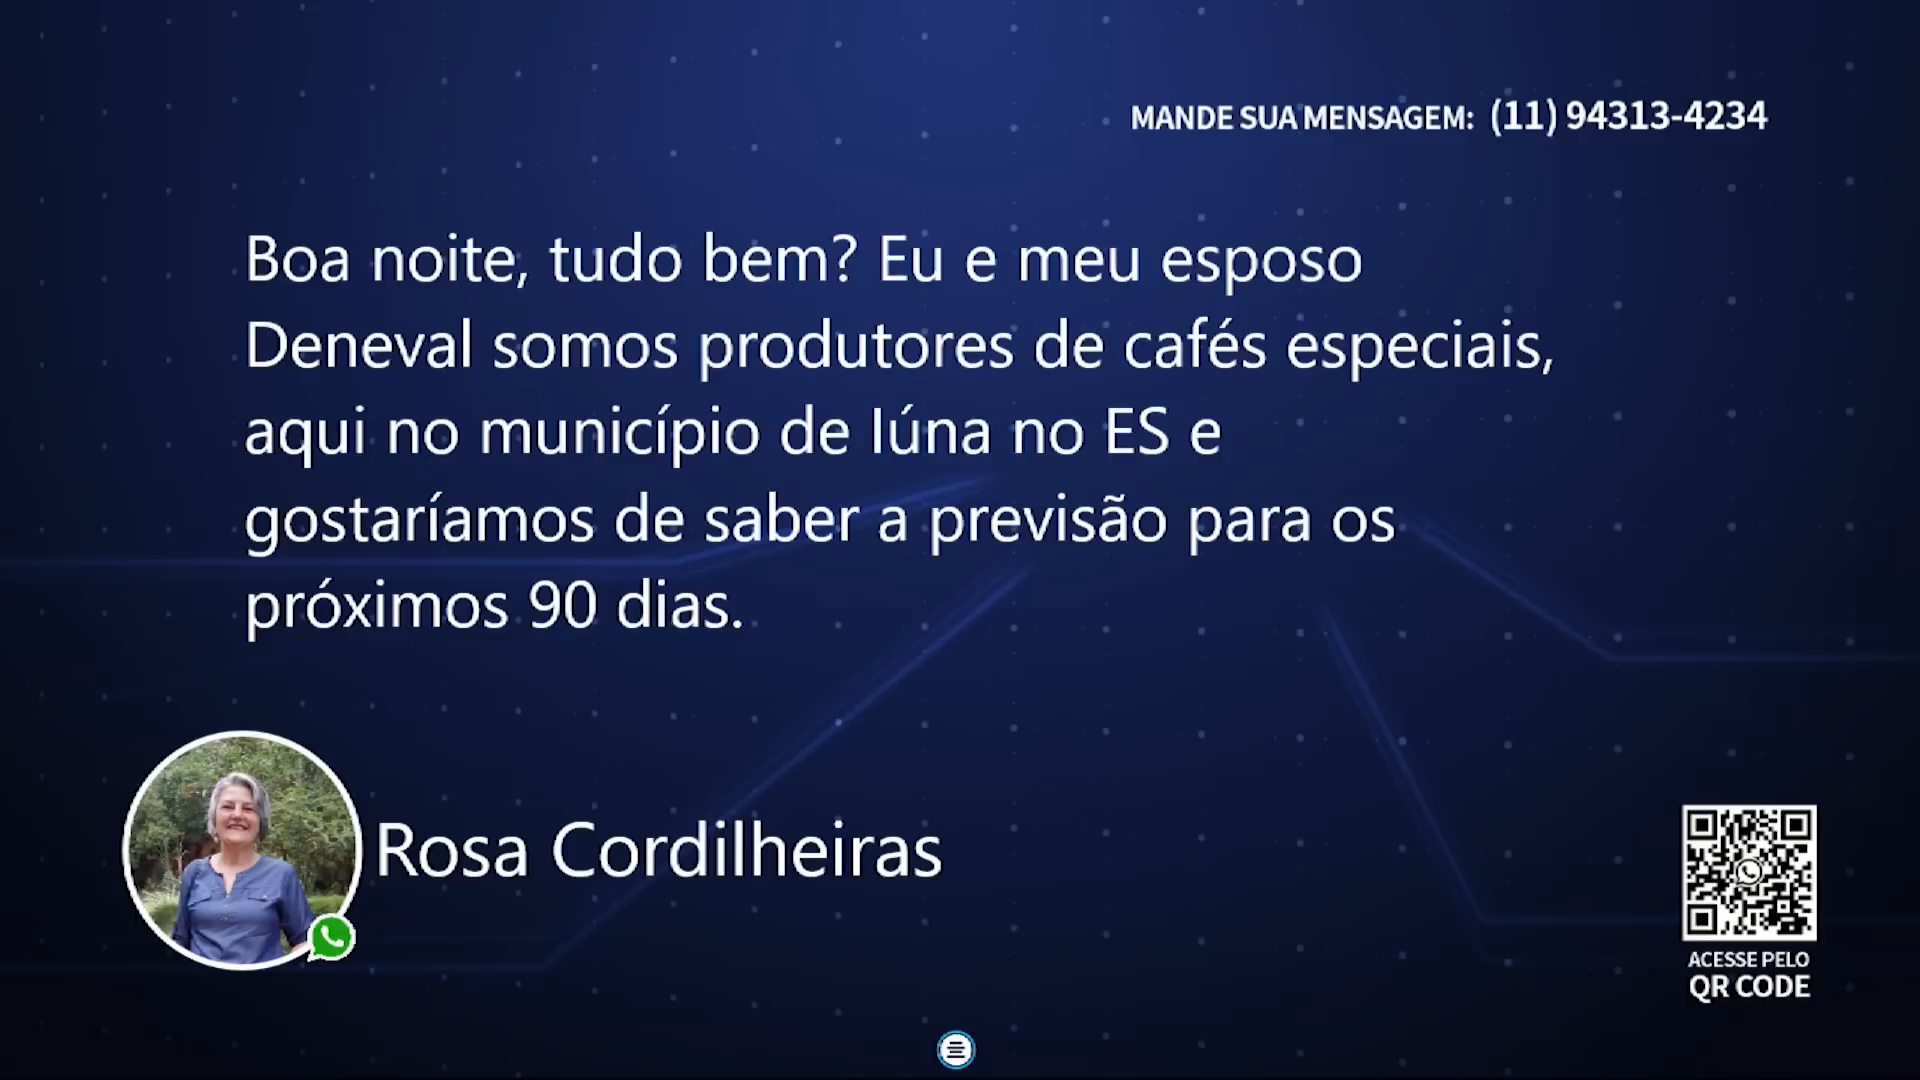 MANDE SUA MENSAGEM: (11) 94313-4234
Boa noite, tudo bem? Eu e meu esposo
Deneval somos produtores de cafés especiais,
aqui no município de Iúna no ES e
gostaríamos de saber a previsão para os
próximos 90 dias.
Rosa Cordilheiras
ACESSE PELO
QR CODE